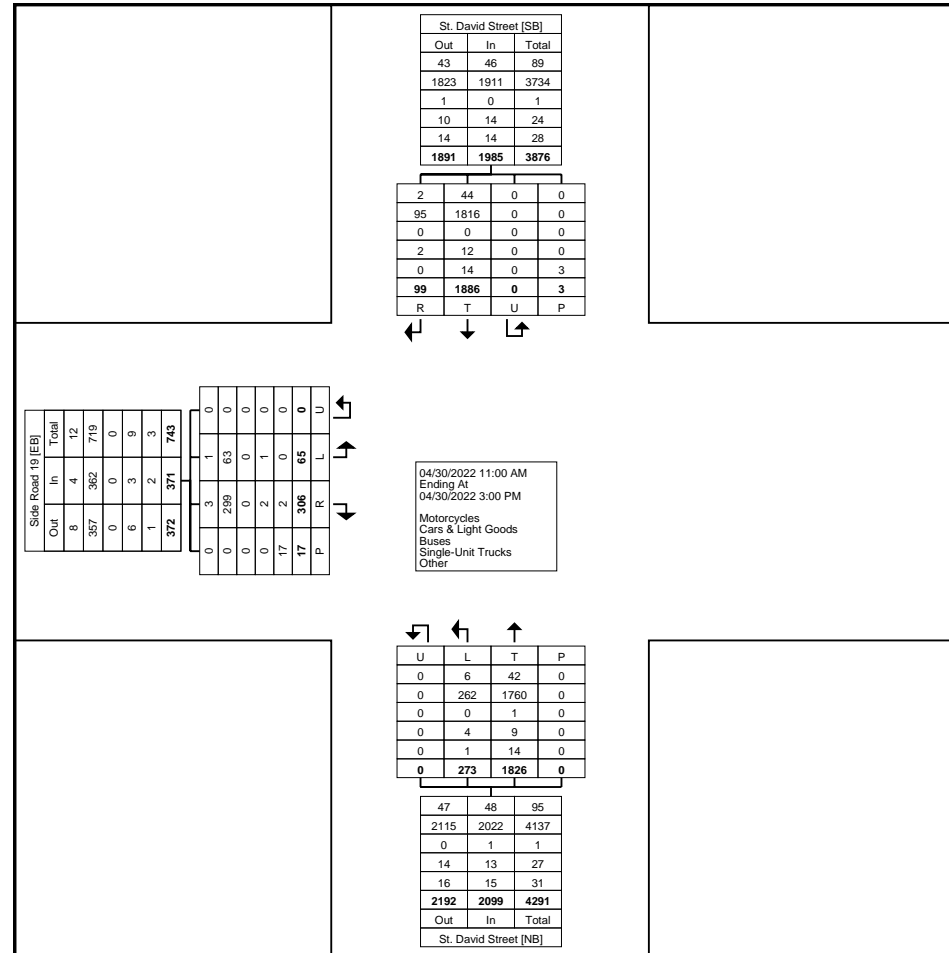 St. David Street [SB]
Out In Total
43 46 89
1823 1911 3734
1 0 1
10 14 24
14 14 28
1891 1985 3876
2 44 0 0
95 1816 0 0
0 0 0 0
2 12 0 0
0 14 0 3
99 1886 0 3
R T U P
Side Road 19 [EB]
Out In Total
8 4 12
357 362 719
0 0 0
6 3 9
1 2 3
372 371 743
0 3 1 0
0 299 63 0
0 0 0 0
0 2 1 0
17 2 0 0
17 306 65 0
P R L U
04/30/2022 11:00 AM
Ending At
04/30/2022 3:00 PM
Motorcycles
Cars & Light Goods
Buses
Single-Unit Trucks
Other
U L T P
0 6 42 0
0 262 1760 0
0 0 1 0
0 4 9 0
0 1 14 0
0 273 1826 0
47 48 95
2115 2022 4137
0 1 1
14 13 27
16 15 31
2192 2099 4291
Out In Total
St. David Street [NB]